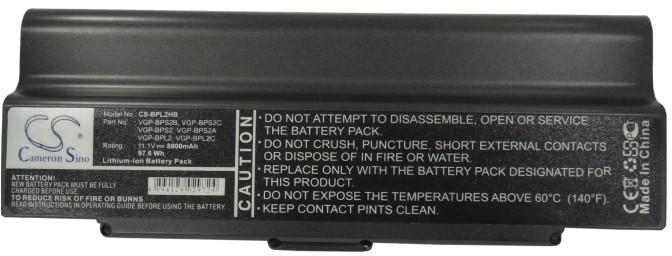 CS
Cameron Sino
Model No.: CS-BPL2HB
Part No.: VGP-BPS2B, VGP-BPS2C
VGP-BPS2, VGP-BPS2A
VGP-BPL2, VGP-BPL2C
Rating: 11.1V⎓ 8800mAh
97.6 Wh
Lithium-Ion Battery Pack
ATTENTION!
NEW BATTERY PACK MUST BE FULLY
CHARGED BEFORE USE.
TO REDUCE RISK OF FIRE OR BURNS
READ INSTRUCTION GUIDE BEFORE USING BATTERY.
CAUTION
•DO NOT ATTEMPT TO DISASSEMBLE, OPEN OR SERVICE
THE BATTERY PACK.
•DO NOT CRUSH, PUNCTURE, SHORT EXTERNAL CONTACTS
OR DISPOSE OF IN FIRE OR WATER.
•REPLACE ONLY WITH THE BATTERY PACK DESIGNATED FOR
THIS PRODUCT.
•DO NOT EXPOSE THE TEMPERATURES ABOVE 60°C (140°F).
•KEEP CONTACT PINTS CLEAN.
CE
Made In China